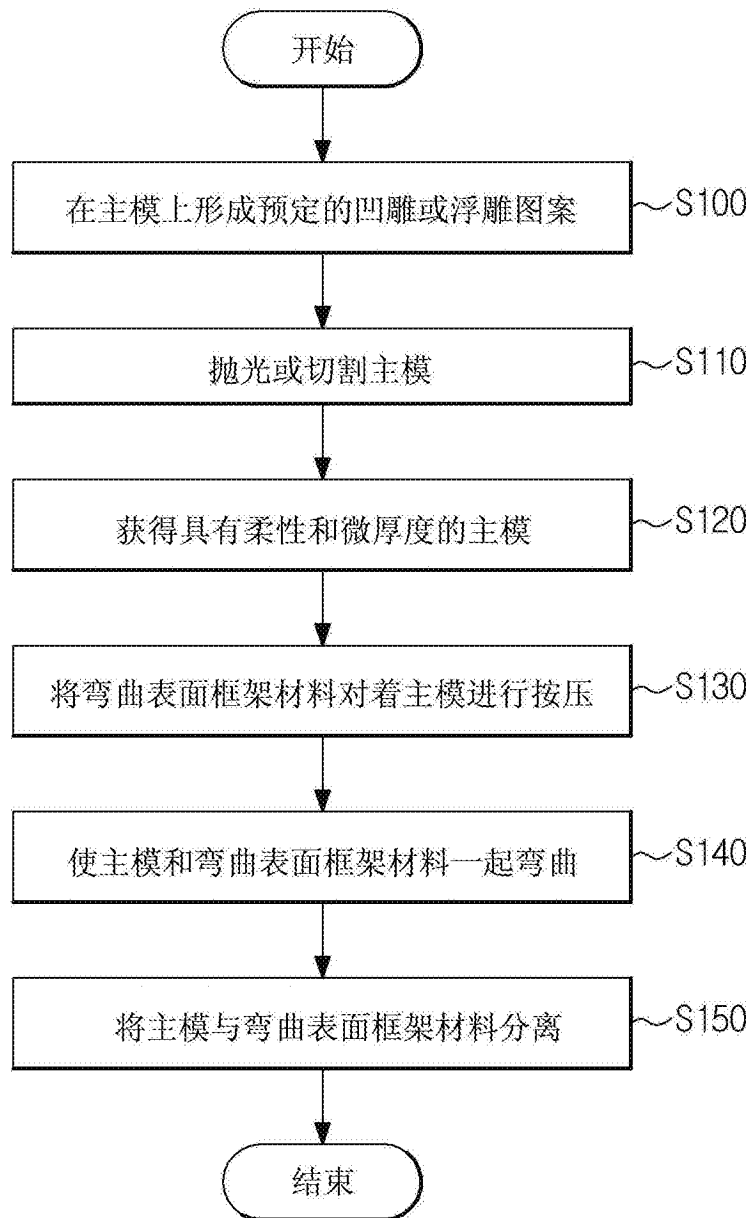 开始
在主模上形成预定的凹雕或浮雕图案 S100
抛光或切割主模 S110
获得具有柔性和微厚度的主模 S120
将弯曲表面框架材料对着主模进行按压 S130
使主模和弯曲表面框架材料一起弯曲 S140
将主模与弯曲表面框架材料分离 S150
结束